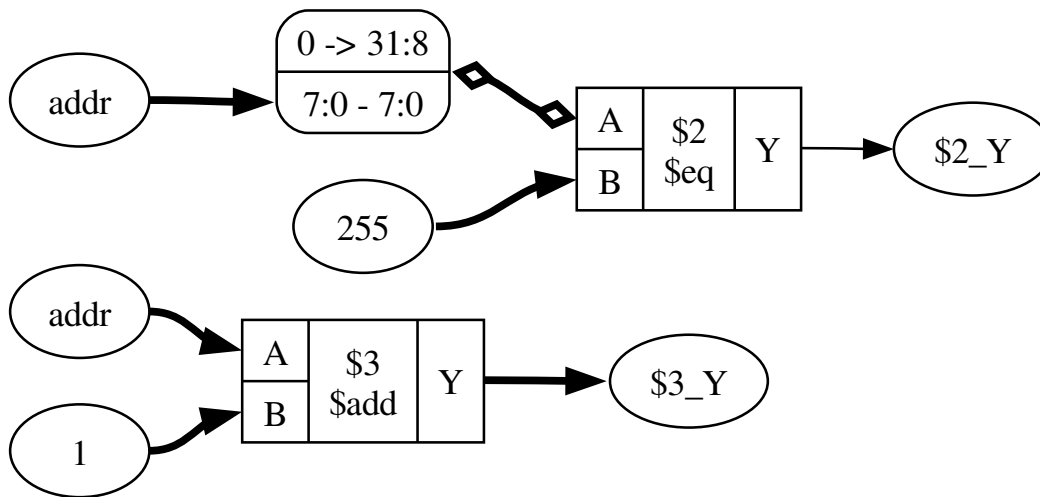 addr
0 -> 31:8
7:0 - 7:0
255
A
B
$2
$eq
Y
$2_Y
addr
1
A
B
$3
$add
Y
$3_Y